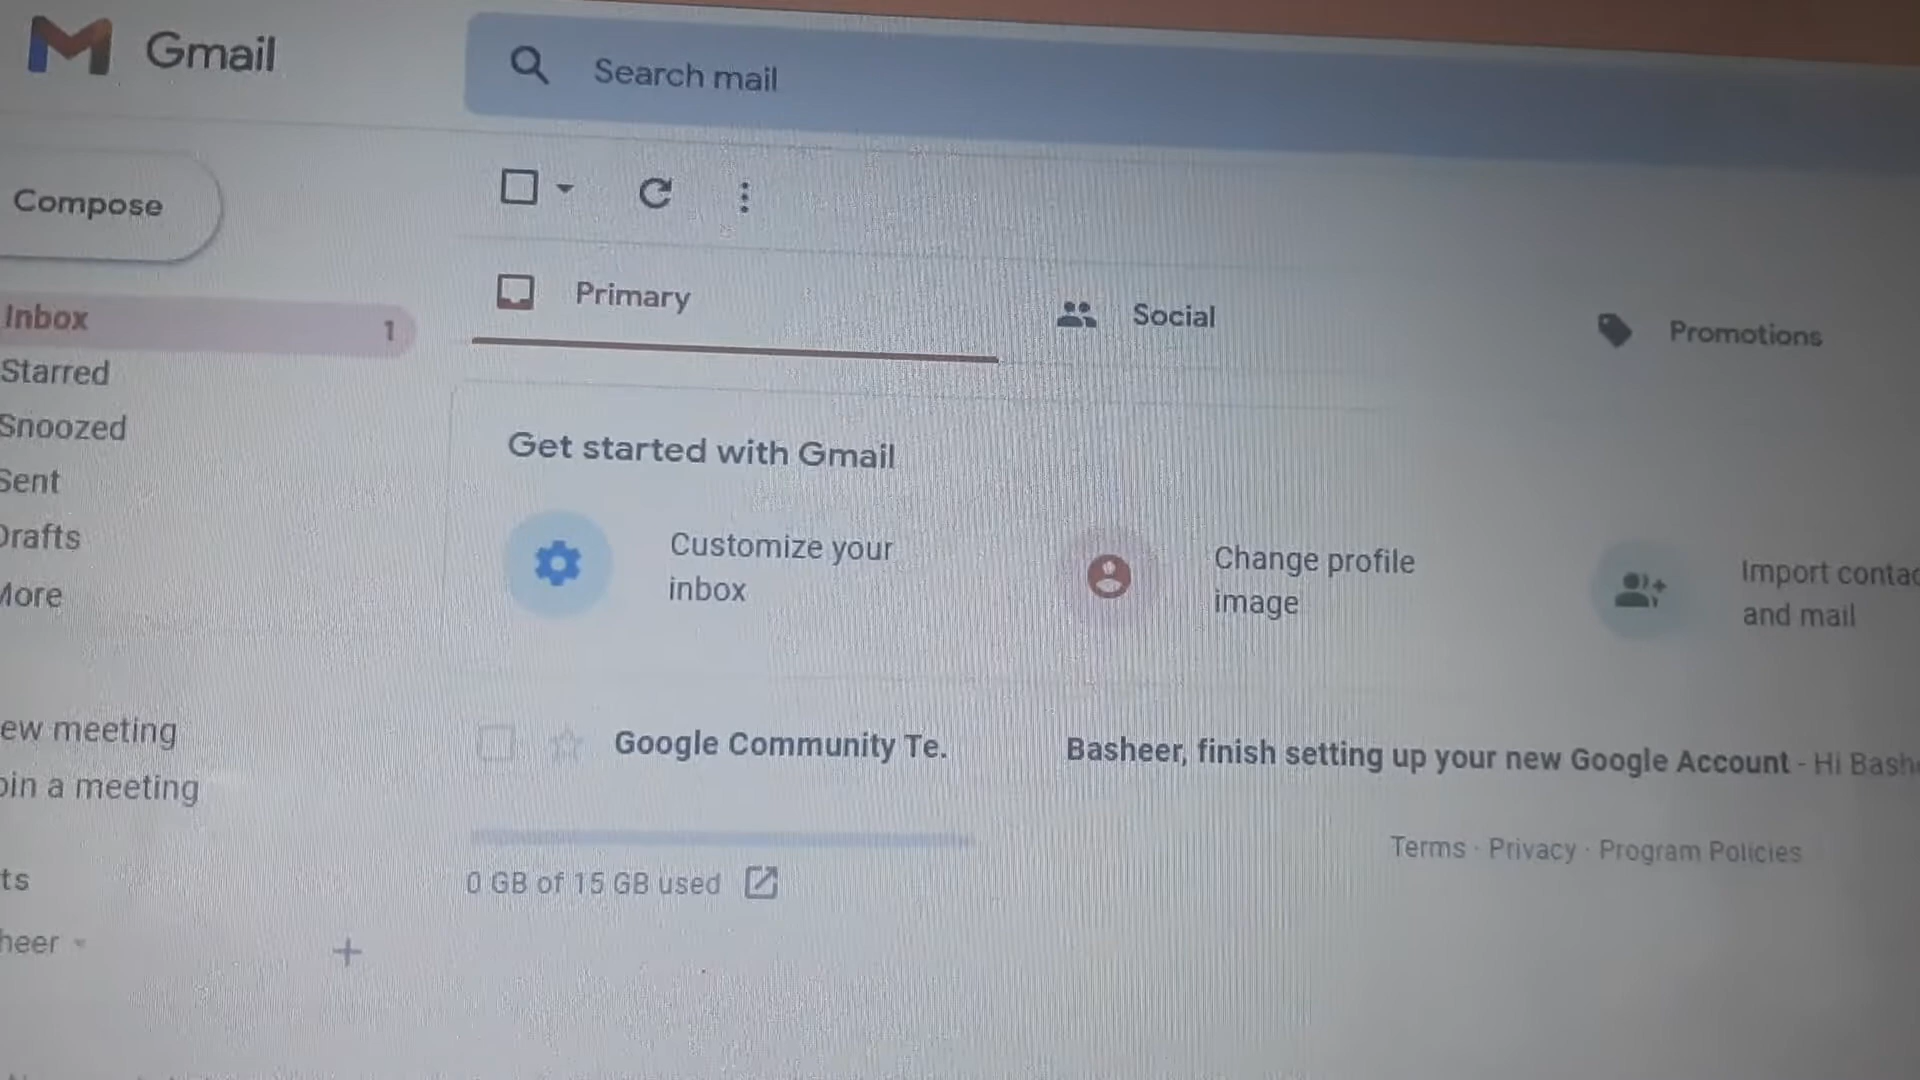 Gmail
Search mail
Compose
Primary
Social
Promotions
Inbox 1
Starred
Snoozed
Sent
Drafts
More
Get started with Gmail
Customize your
inbox
Change profile
image
Import contac
and mail
ew meeting
oin a meeting
Google Community Te. Basheer, finish setting up your new Google Account - Hi Bashe
Terms · Privacy · Program Policies
0 GB of 15 GB used
ts
heer